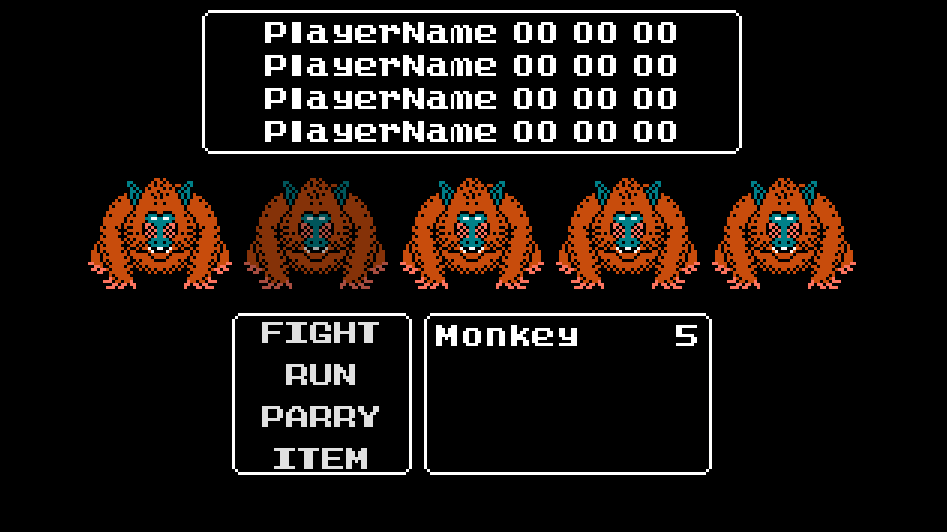 PlayerName 00 00 00
PlayerName 00 00 00
PlayerName 00 00 00
PlayerName 00 00 00
FIGHT
RUN
PARRY
ITEM
Monkey 5